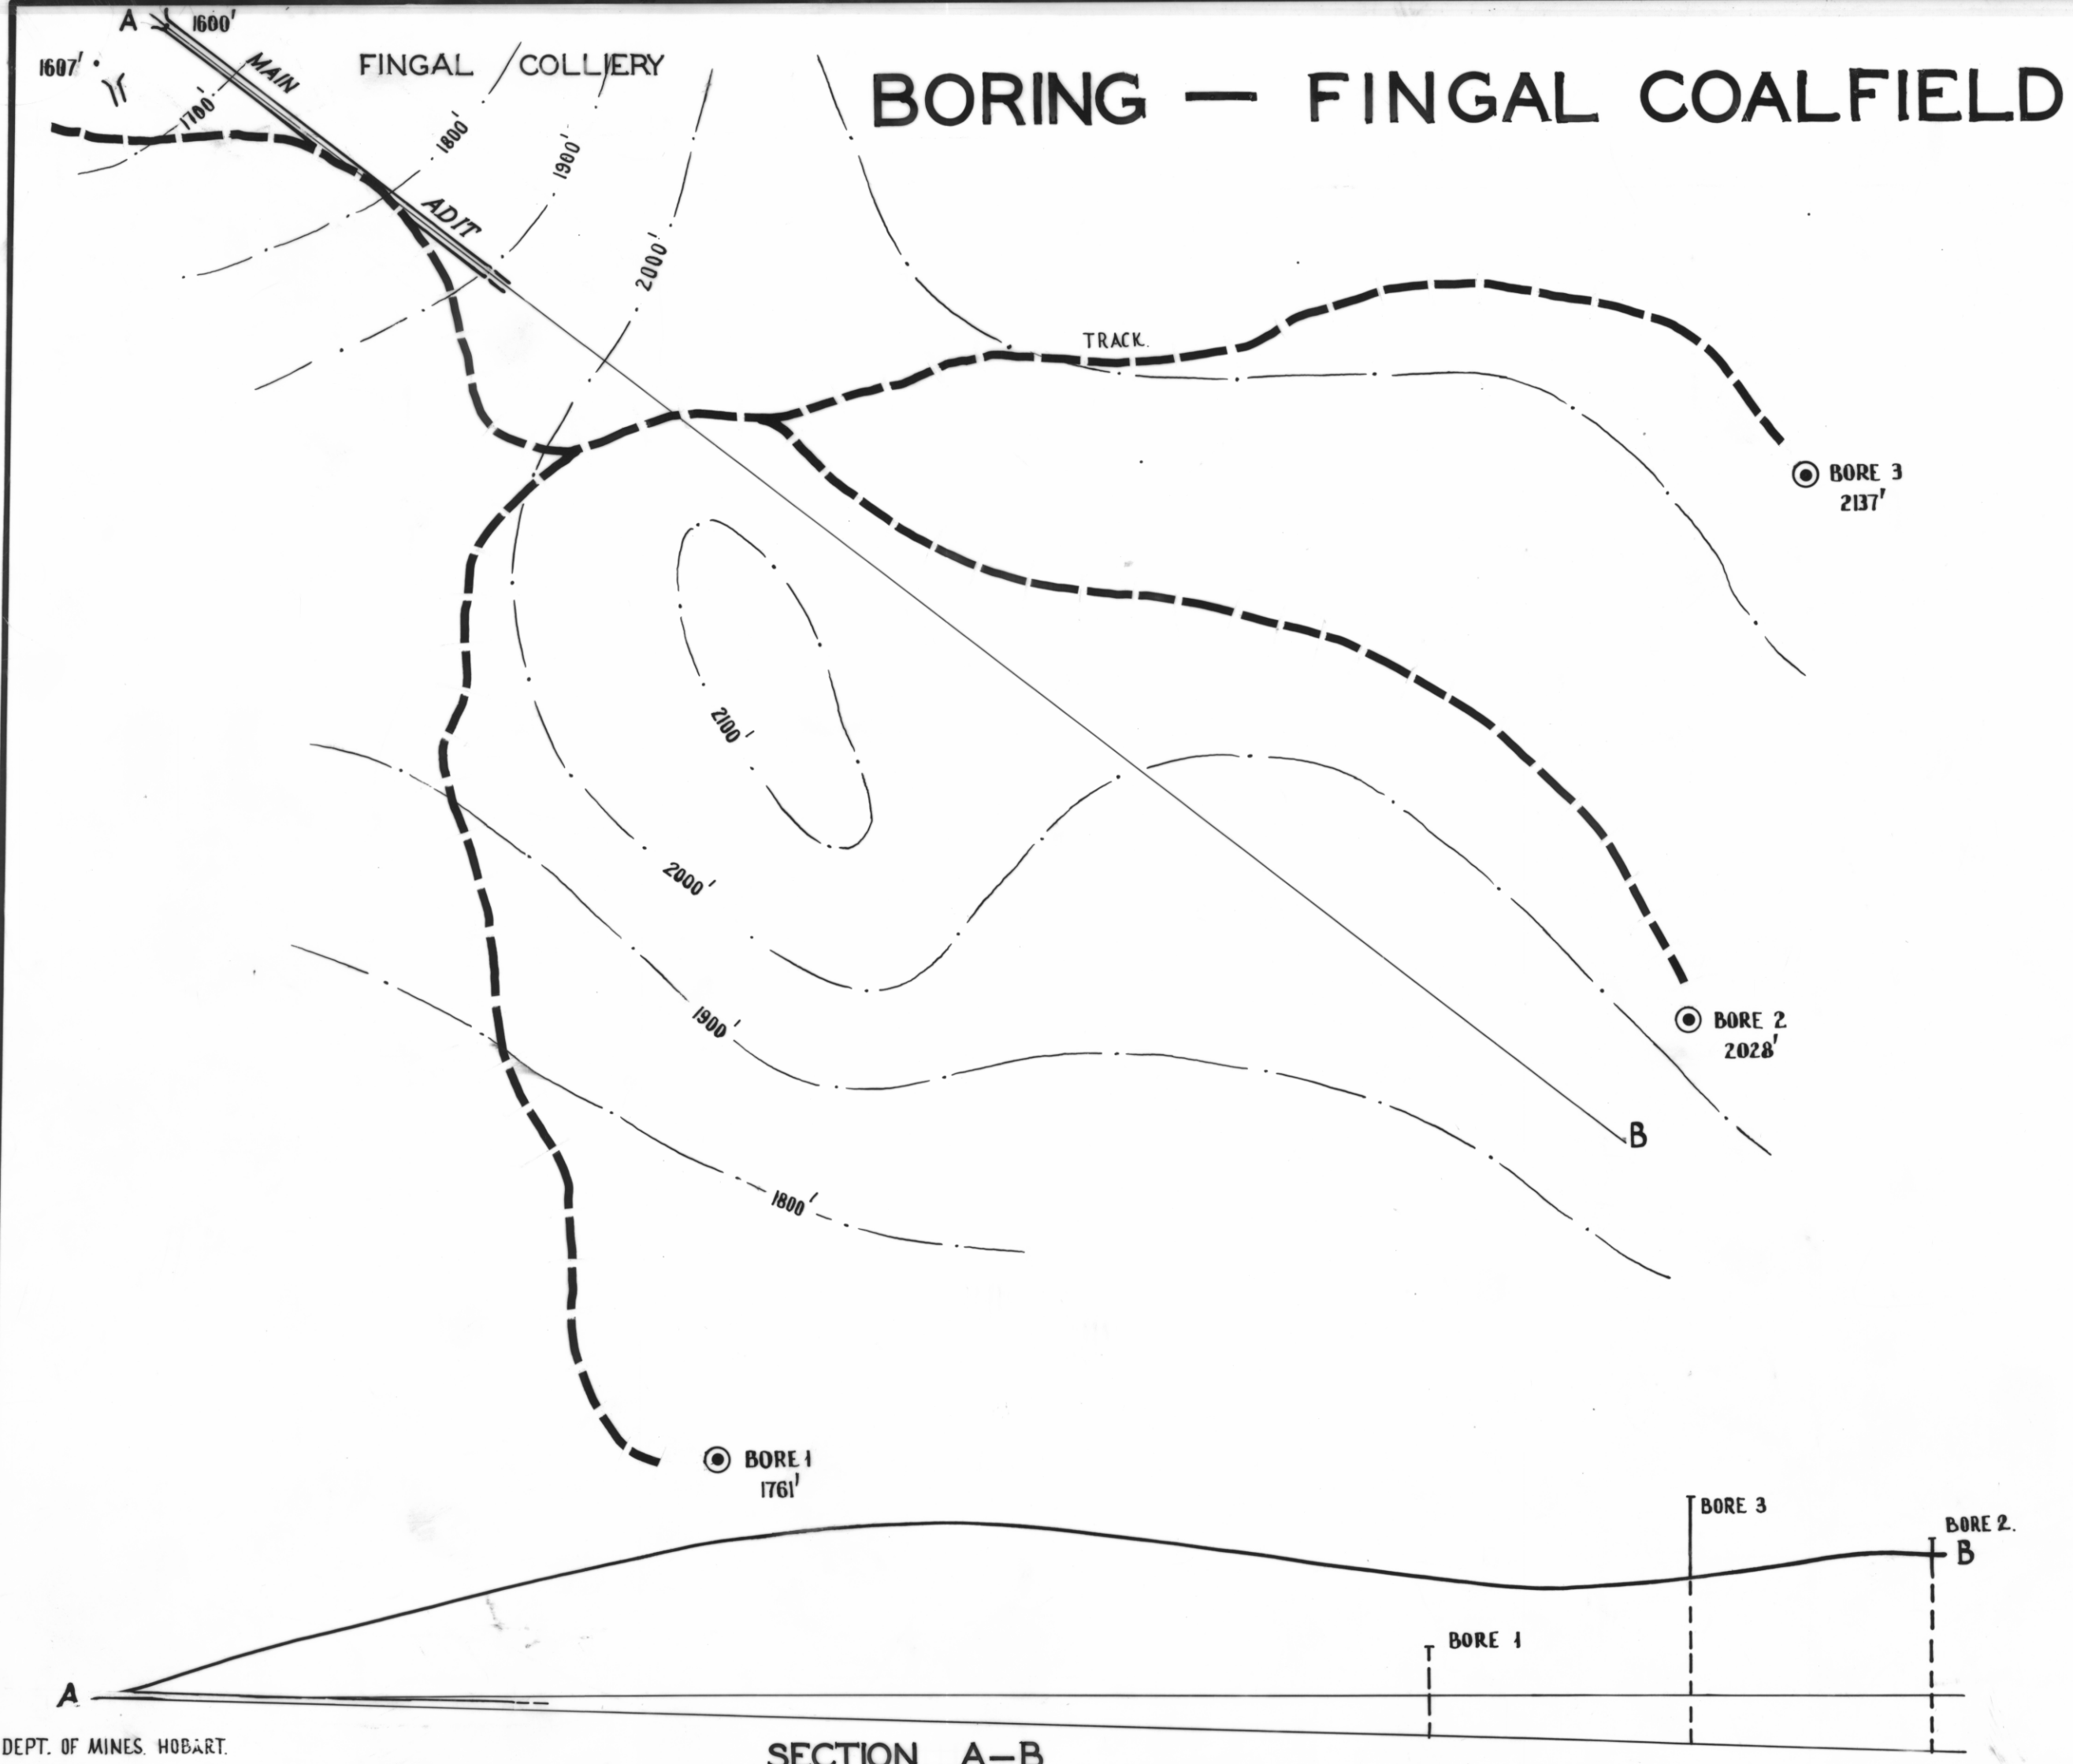 A 1600'
1607'
MAIN
FINGAL COLLIERY
BORING — FINGAL COALFIELD
1700'
1800'
1900'
ADIT
2000'
TRACK.
BORE 3
2137'
2100'
2000'
1900'
BORE 2
2028'
B
1800'
BORE 1
1761'
BORE 3
BORE 2.
B
BORE 1
A
DEPT. OF MINES. HOBART.
SECTION A—B